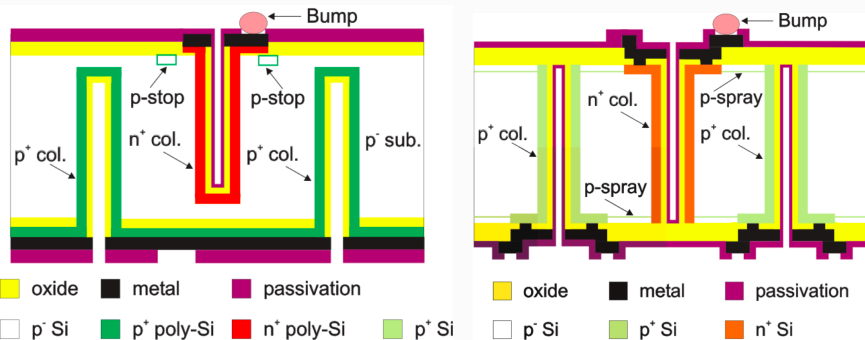 Bump
p-stop
p-stop
n⁺ col.
p⁻ sub.
p⁺ col.
p⁺ col.
oxide
metal
passivation
p⁻ Si
p⁺ poly-Si
n⁺ poly-Si
p⁺ Si
Bump
n⁺ col.
p-spray
p⁺ col.
p⁺ col.
p-spray
oxide
metal
passivation
p⁻ Si
p⁺ Si
n⁺ Si